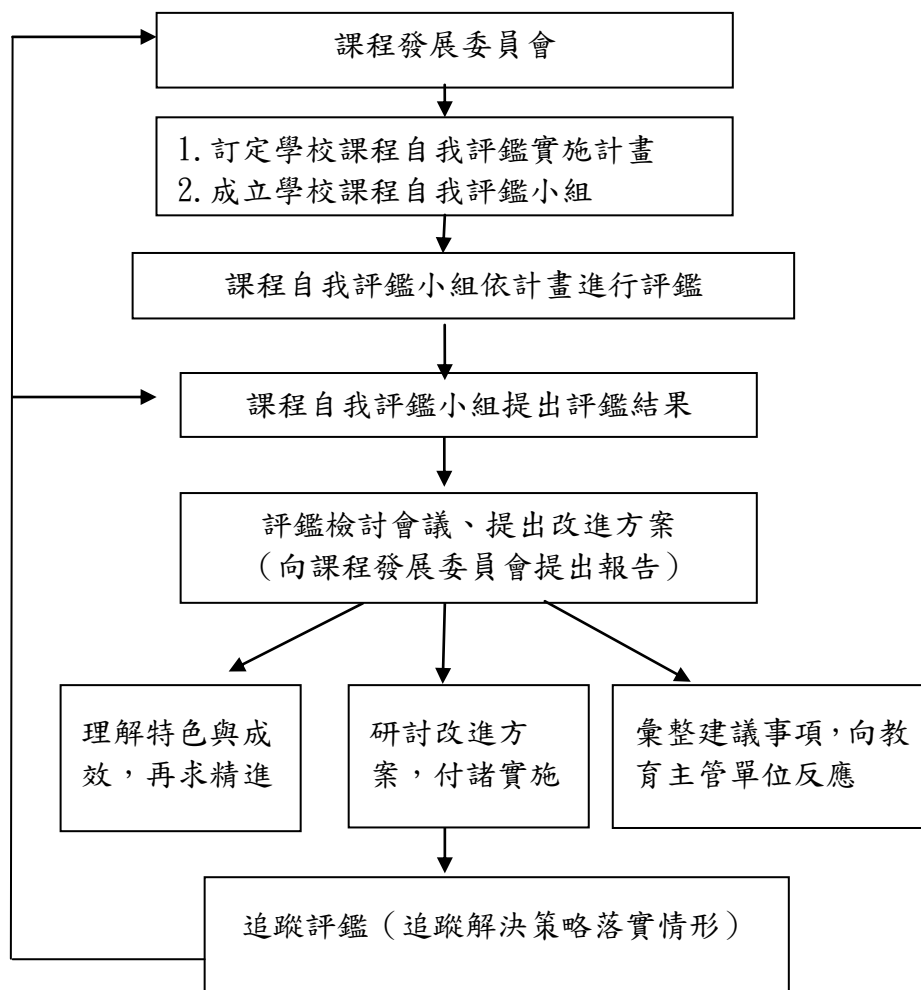 課程發展委員會
1.訂定學校課程自我評鑑實施計畫
2.成立學校課程自我評鑑小組
課程自我評鑑小組依計畫進行評鑑
課程自我評鑑小組提出評鑑結果
評鑑檢討會議、提出改進方案
（向課程發展委員會提出報告）
理解特色與成
效，再求精進
研討改進方
案，付諸實施
彙整建議事項，向教
育主管單位反應
追蹤評鑑（追蹤解決策略落實情形）